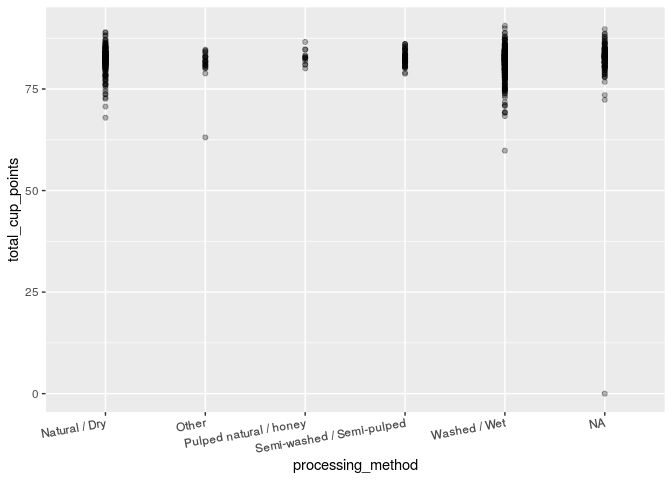 total_cup_points
75
50
25
0
Natural / Dry
Other
Pulped natural / honey
Semi-washed / Semi-pulped
Washed / Wet
NA
processing_method